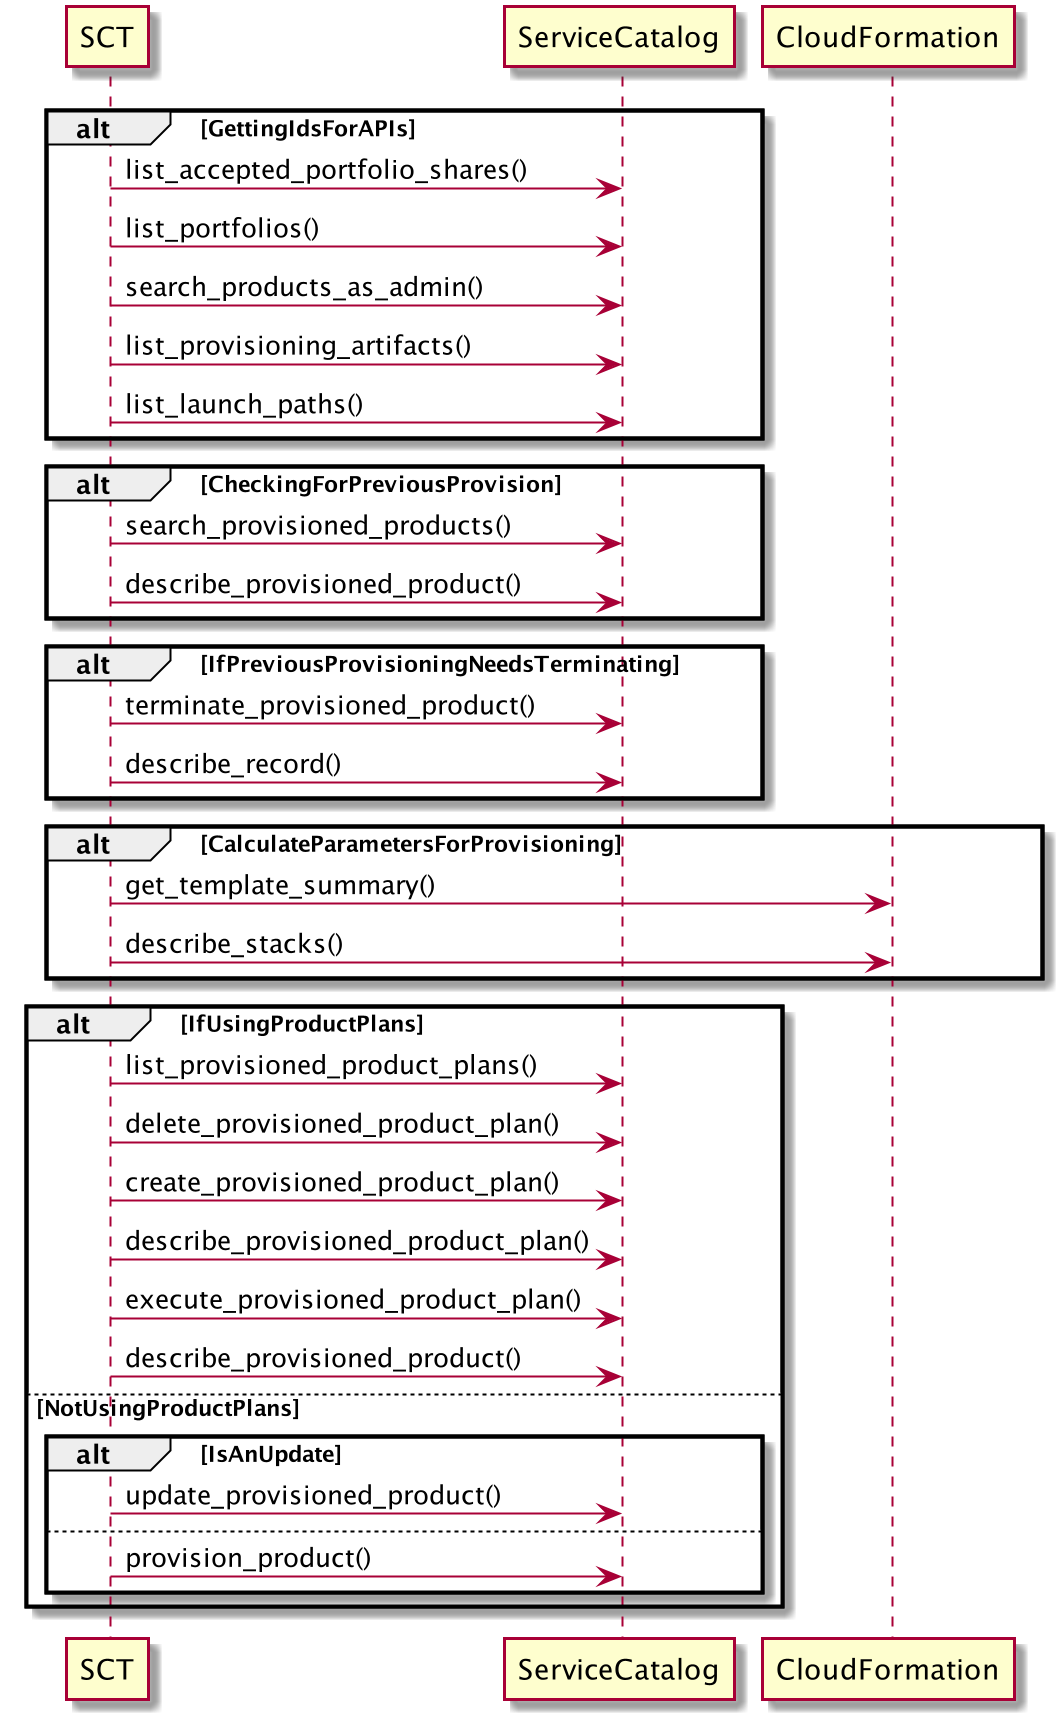 SCT ServiceCatalog CloudFormation
alt [GettingIdsForAPIs]
list_accepted_portfolio_shares()
list_portfolios()
search_products_as_admin()
list_provisioning_artifacts()
list_launch_paths()
alt [CheckingForPreviousProvision]
search_provisioned_products()
describe_provisioned_product()
alt [IfPreviousProvisioningNeedsTerminating]
terminate_provisioned_product()
describe_record()
alt [CalculateParametersForProvisioning]
get_template_summary()
describe_stacks()
alt [IfUsingProductPlans]
list_provisioned_product_plans()
delete_provisioned_product_plan()
create_provisioned_product_plan()
describe_provisioned_product_plan()
execute_provisioned_product_plan()
describe_provisioned_product()
[NotUsingProductPlans]
alt [IsAnUpdate]
update_provisioned_product()
provision_product()
SCT ServiceCatalog CloudFormation